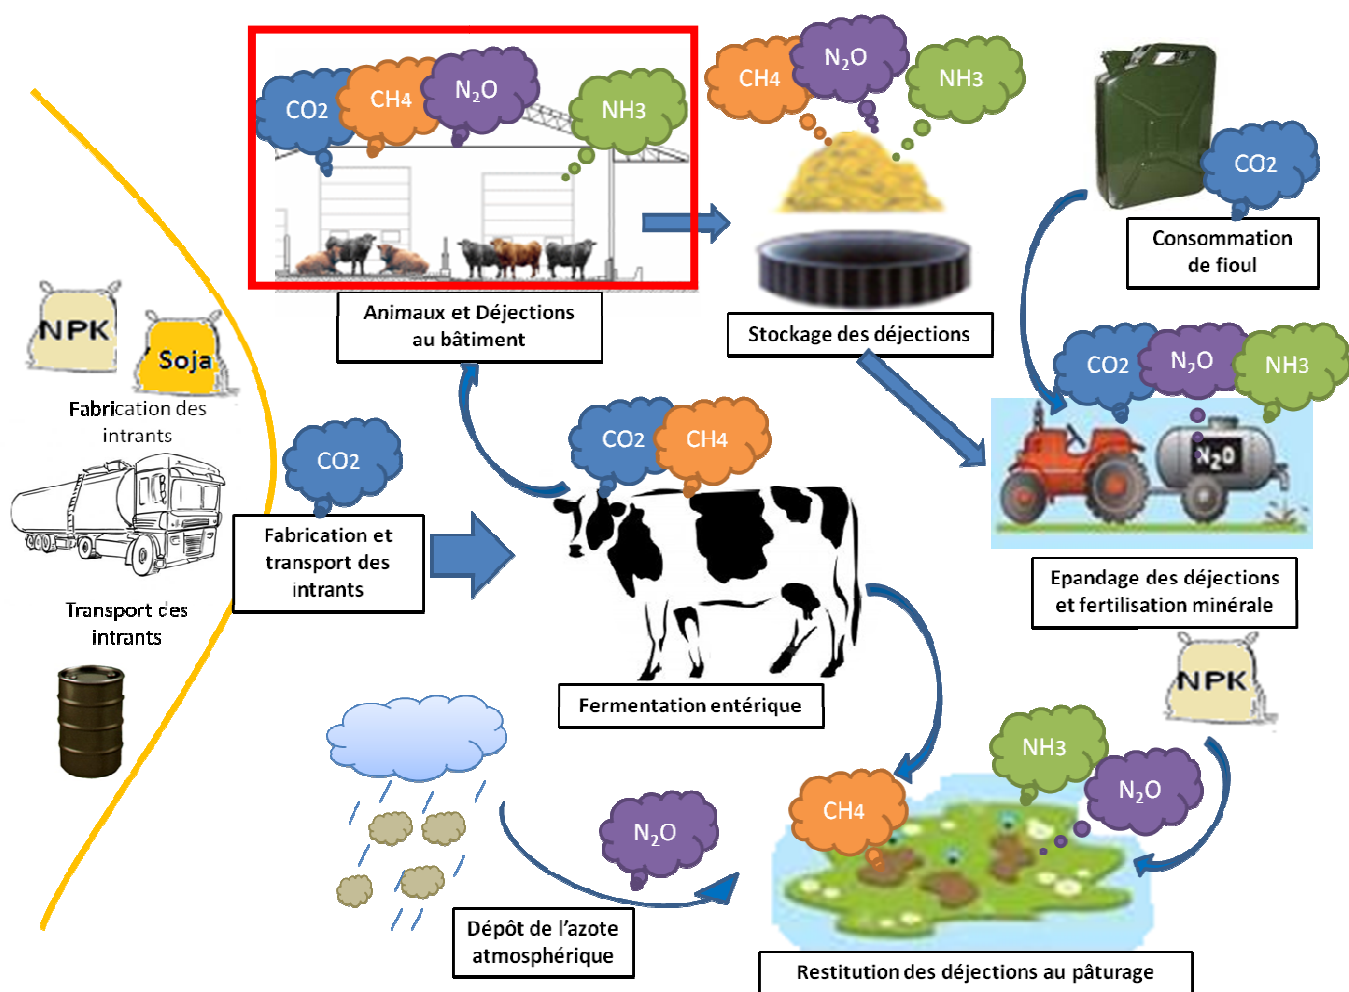 CO2
CH4
N₂O
NH3
Animaux et Déjections
au bâtiment
CH4
N₂O
NH3
Stockage des déjections
CO2
Consommation
de fioul
NPK
Soja
Fabrication des
intrants
Transport des
intrants
CO2
Fabrication et
transport des
intrants
CO2
CH4
Fermentation entérique
CO2
N₂O
NH3
N₂O
Epandage des déjections
et fertilisation minérale
NPK
N₂O
Dépôt de l’azote
atmosphérique
CH4
NH3
N₂O
Restitution des déjections au pâturage